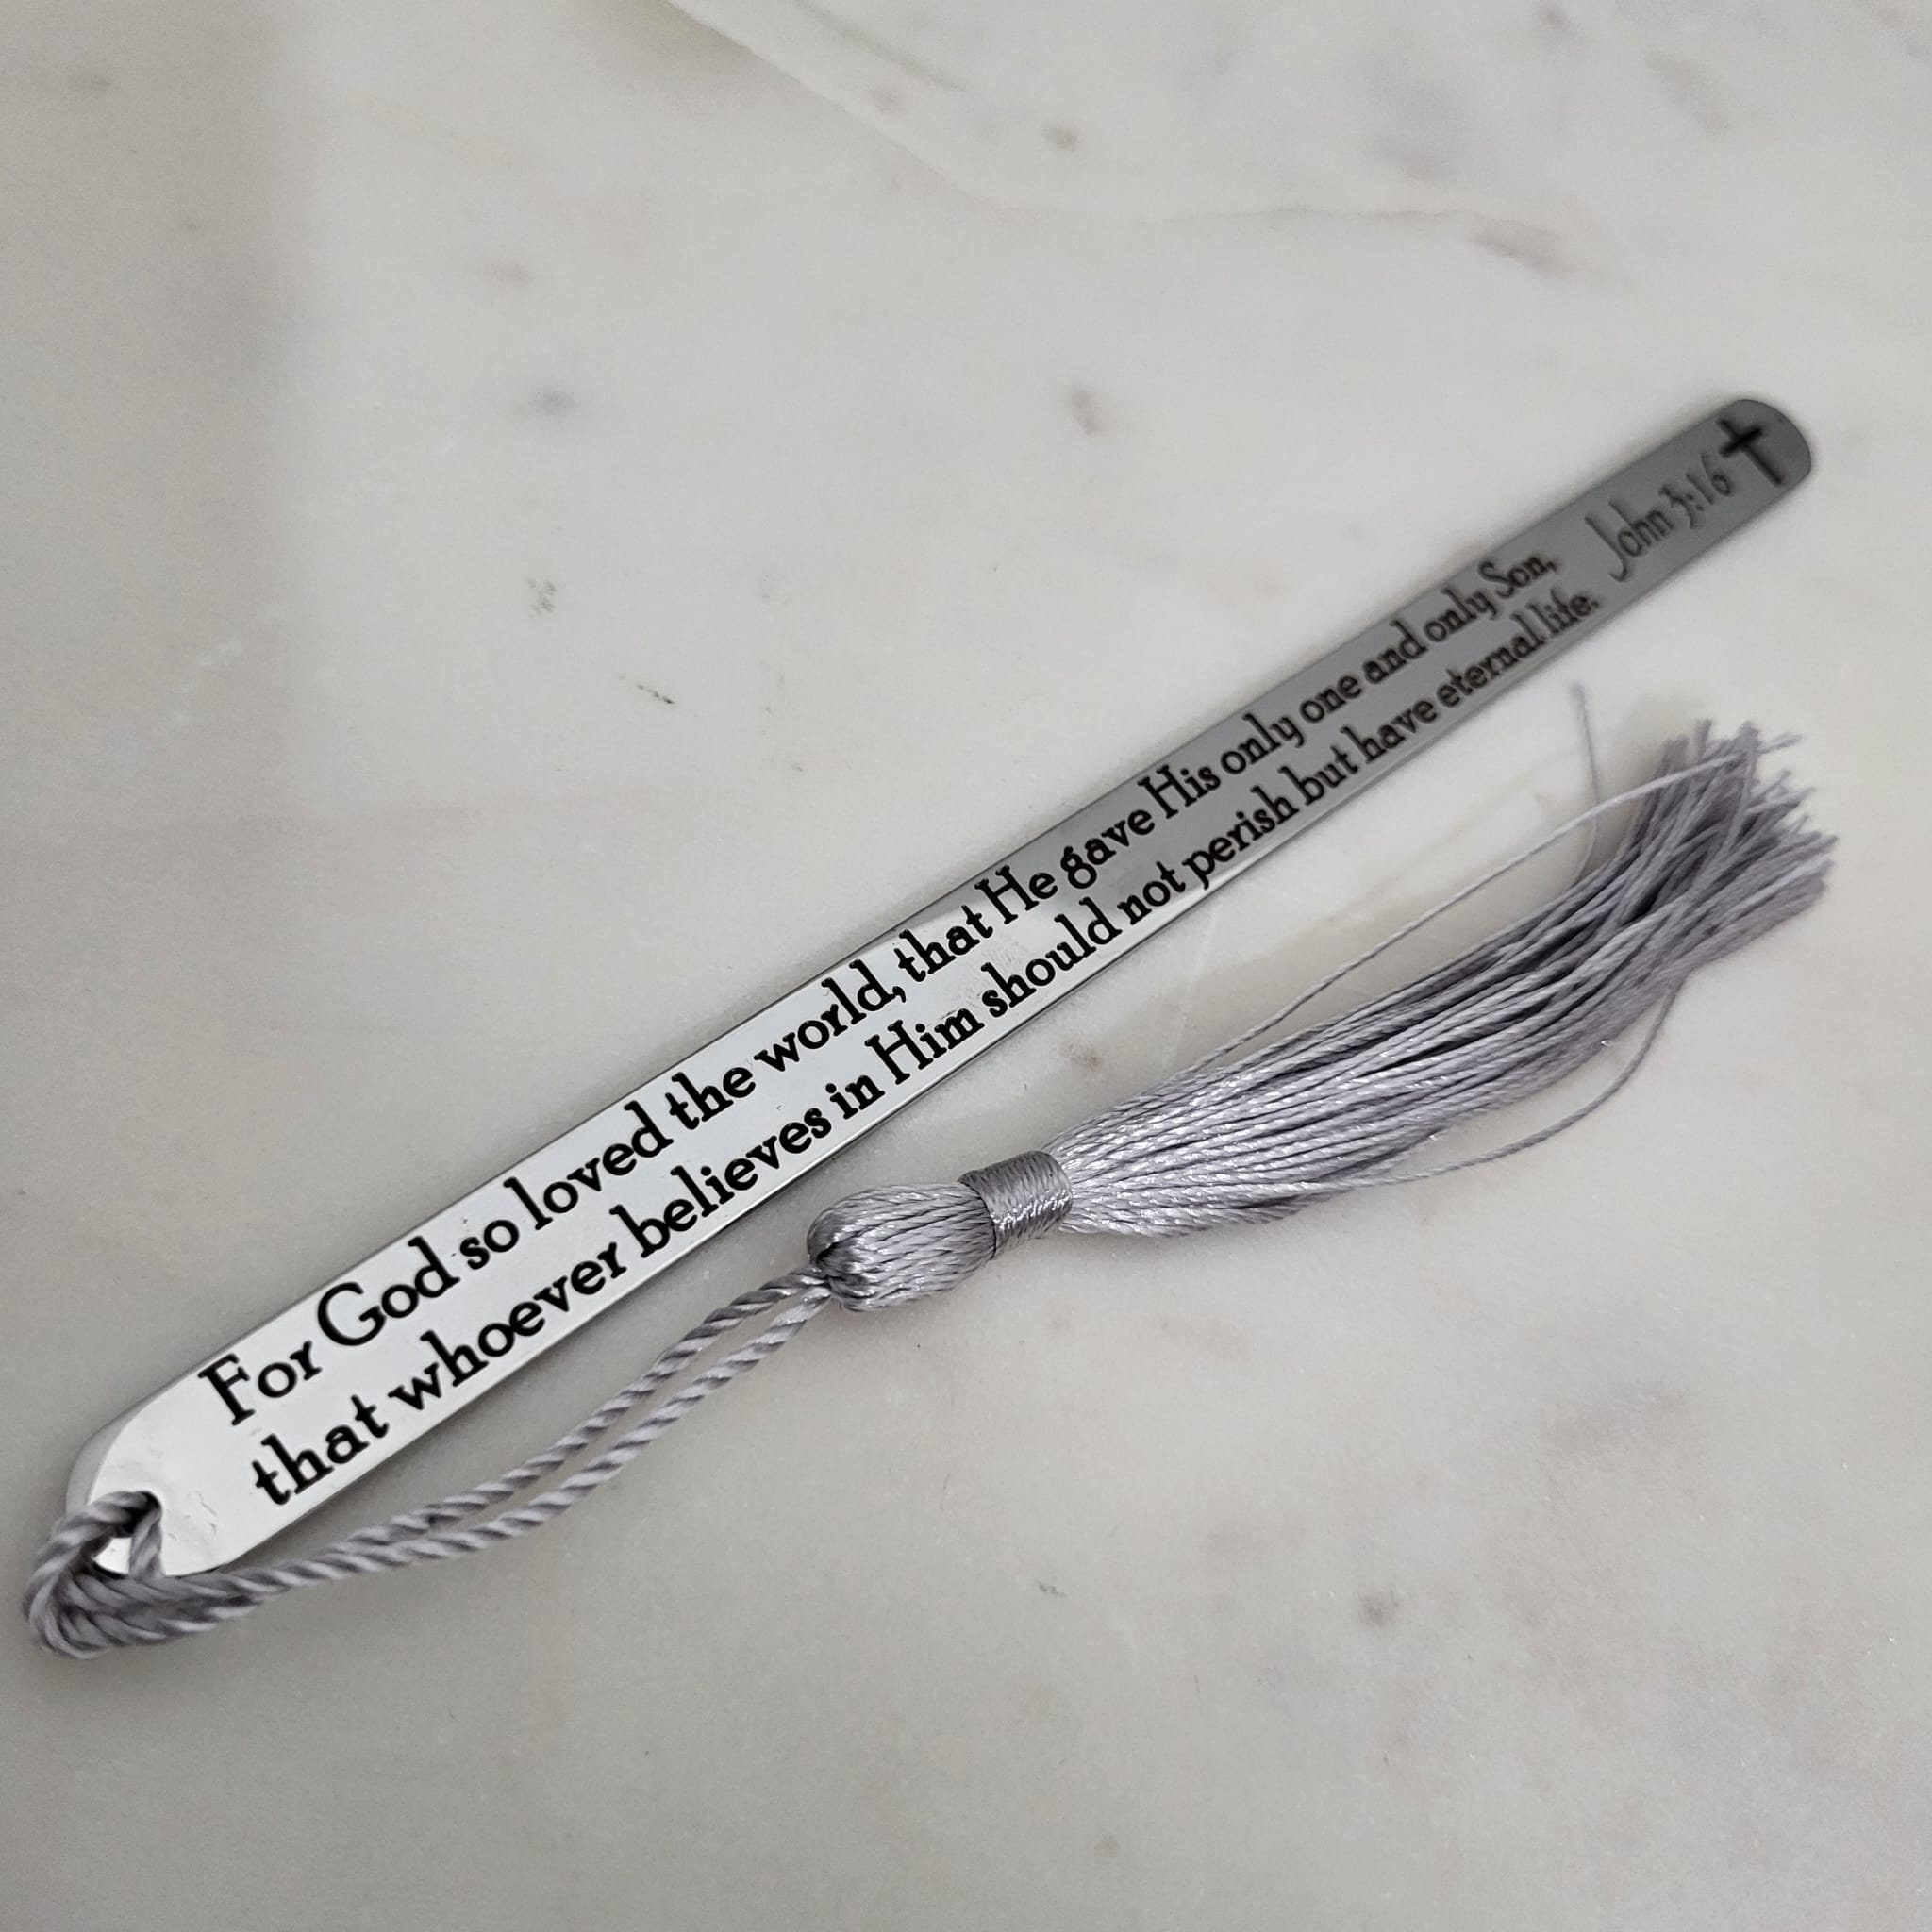 For God so loved the world, that He gave His only one and only Son,
that whoever believes in Him should not perish but have eternal life.
John 3:16